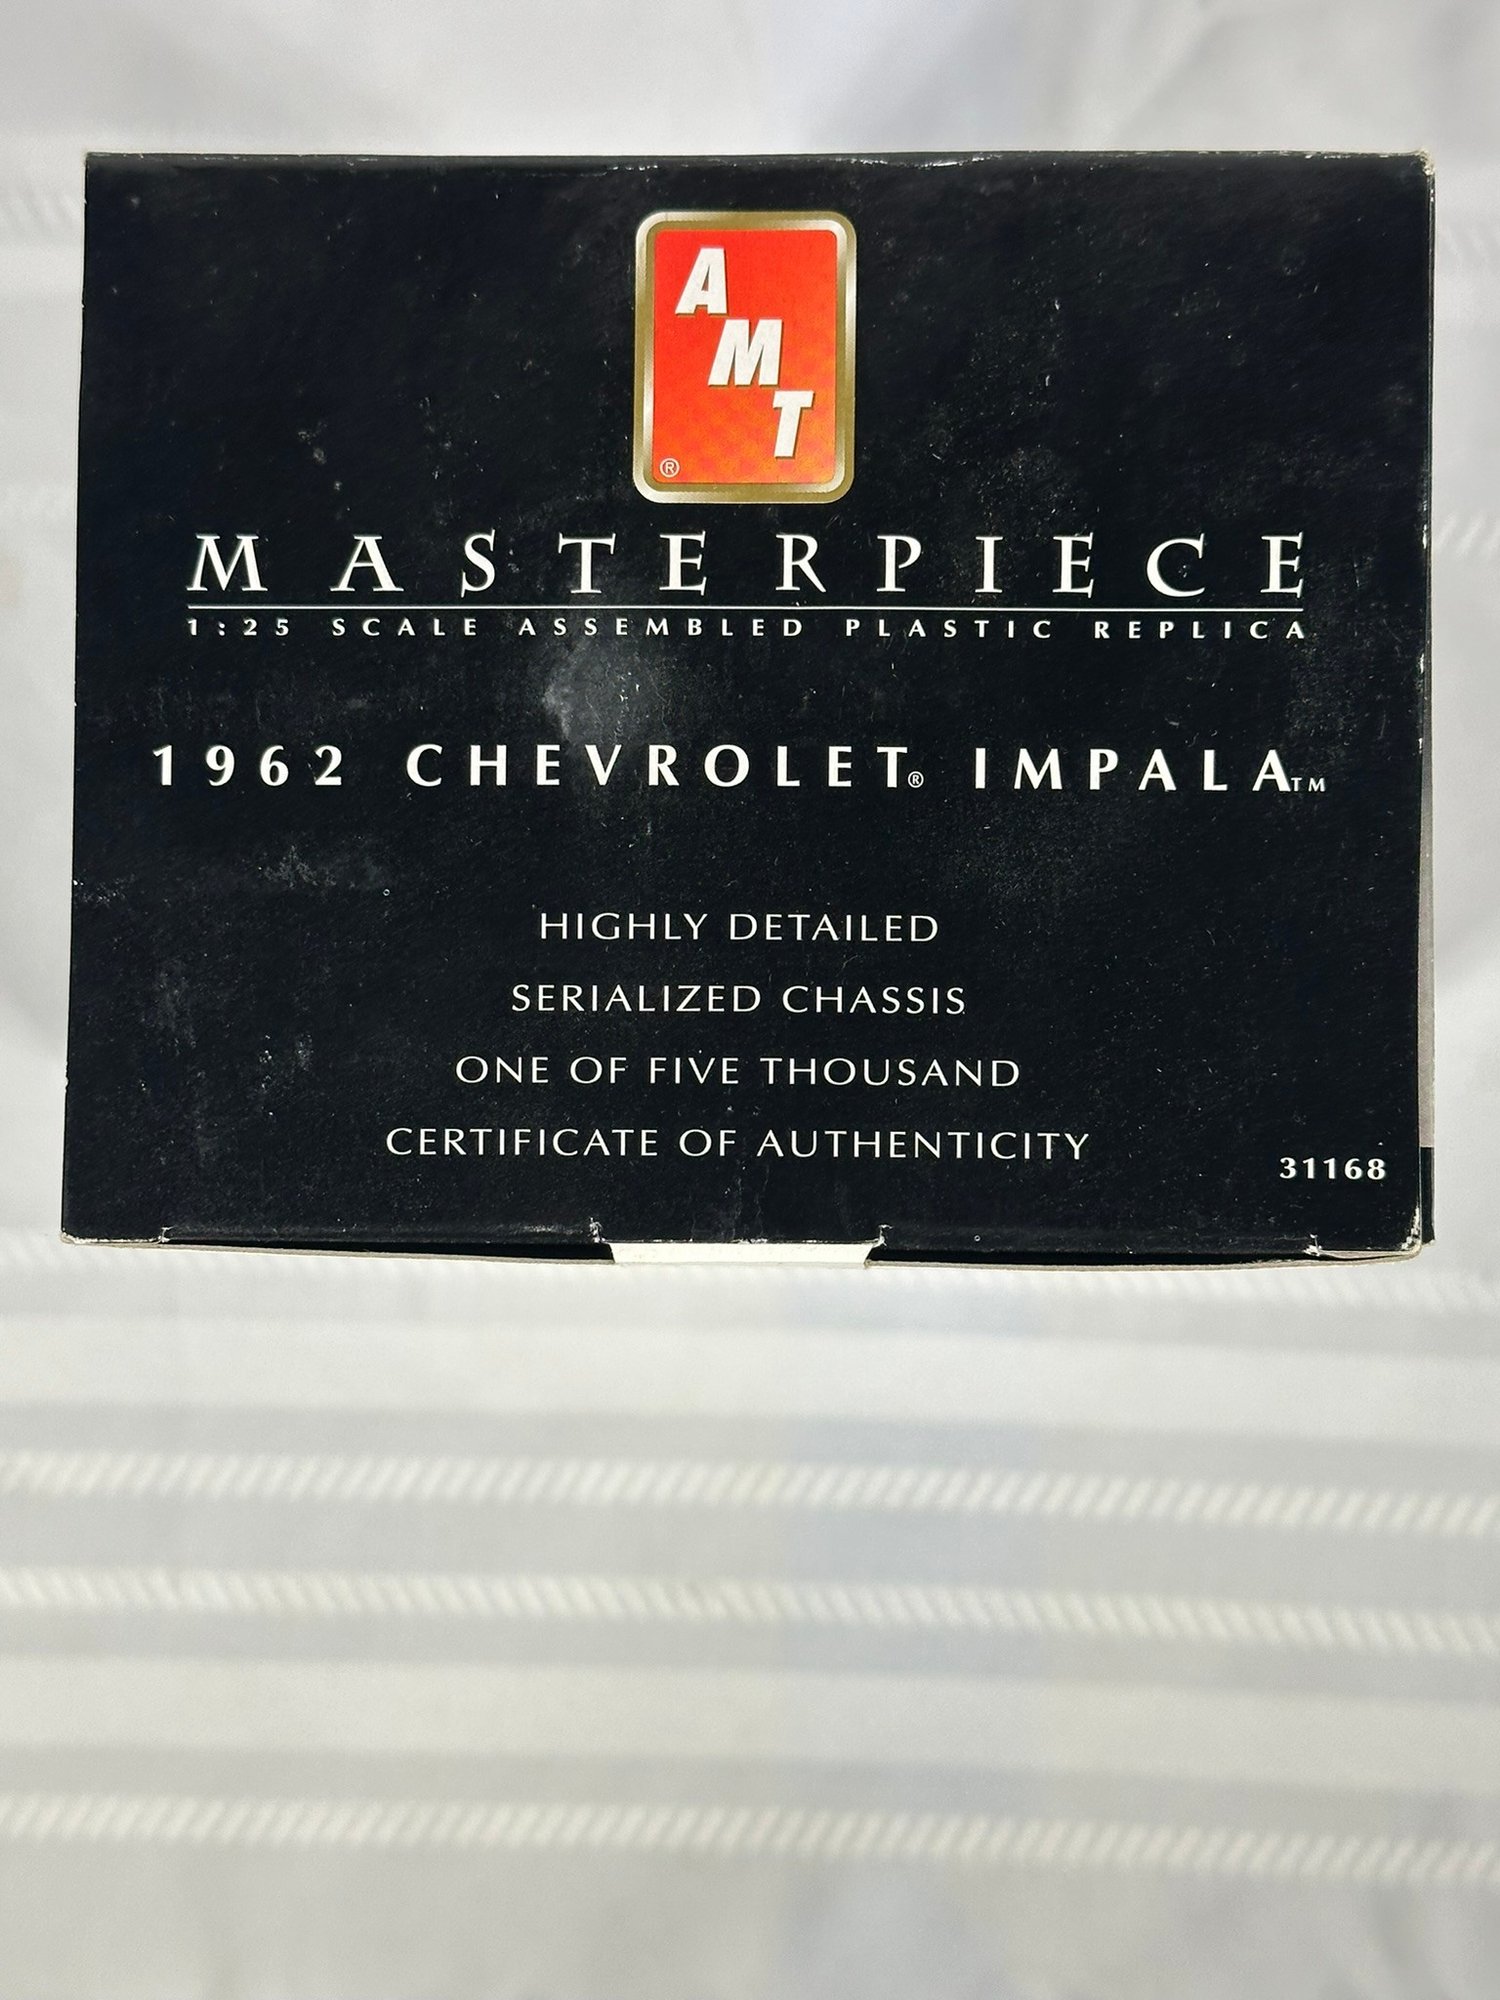 A
M
T
®
MASTERPIECE
1:25 SCALE ASSEMBLED PLASTIC REPLICA
1962 CHEVROLET® IMPALA™
HIGHLY DETAILED
SERIALIZED CHASSIS
ONE OF FIVE THOUSAND
CERTIFICATE OF AUTHENTICITY
31168